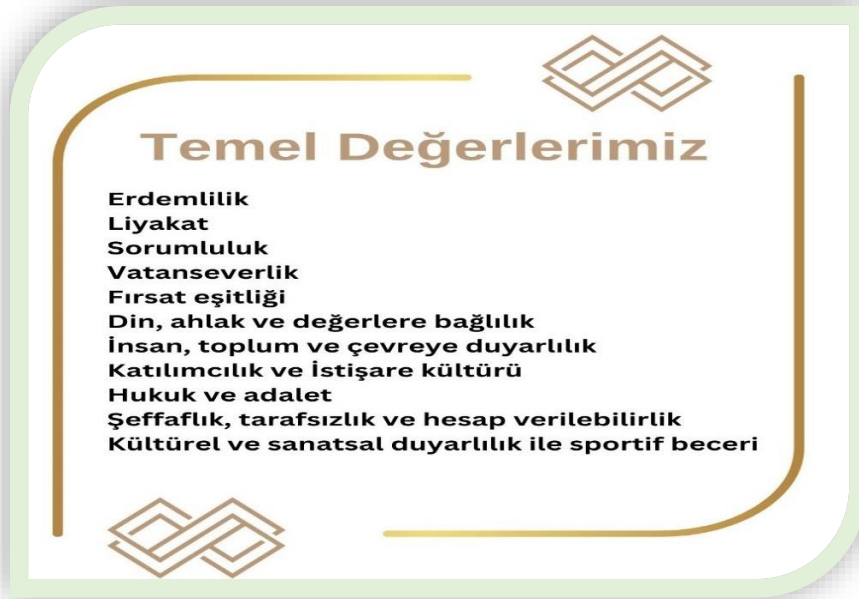 Temel Değerlerimiz
Erdemlilik
Liyakat
Sorumluluk
Vatanseverlik
Fırsat eşitliği
Din, ahlak ve değerlere bağlılık
İnsan, toplum ve çevreye duyarlılık
Katılımcılık ve İstişare kültürü
Hukuk ve adalet
Şeffaflık, tarafsızlık ve hesap verilebilirlik
Kültürel ve sanatsal duyarlılık ile sportif beceri